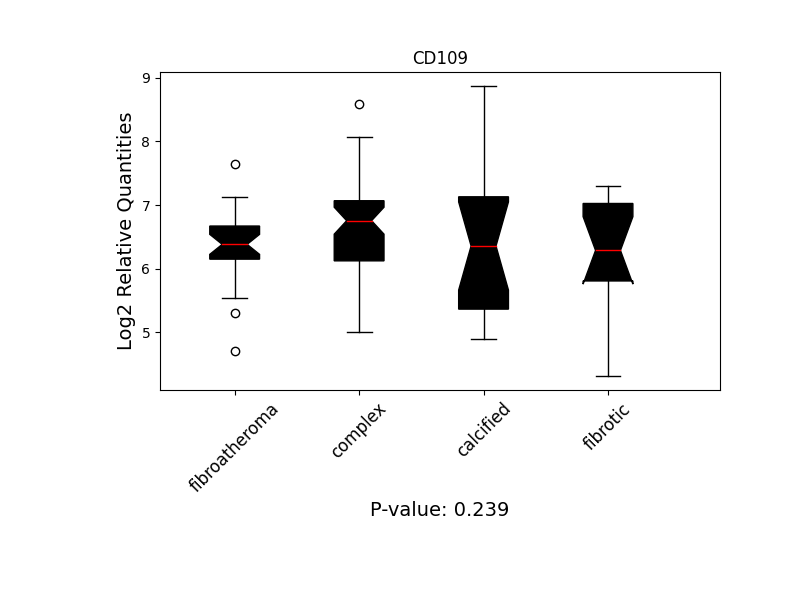 CD109
Log2 Relative Quantities
9
8
7
6
5
fibroatheroma
complex
calcified
fibrotic
P-value: 0.239